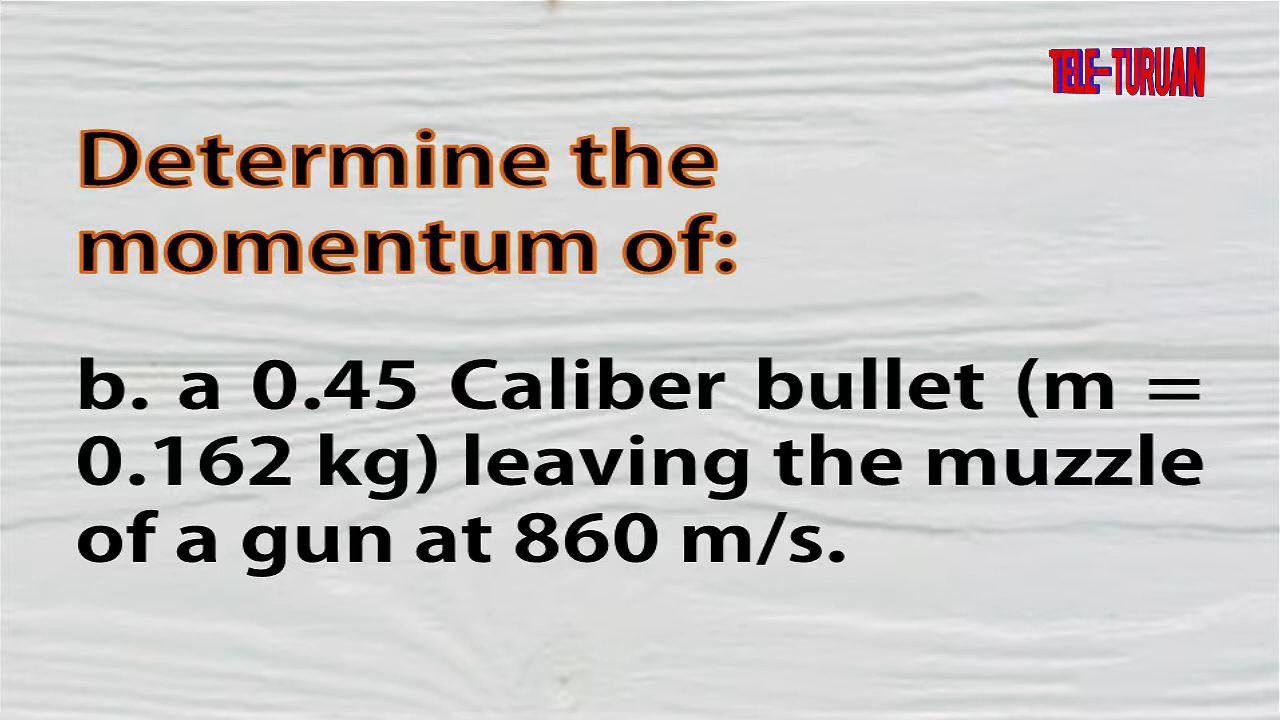 TELE-TURUAN
Determine the
momentum of:
b. a 0.45 Caliber bullet (m =
0.162 kg) leaving the muzzle
of a gun at 860 m/s.